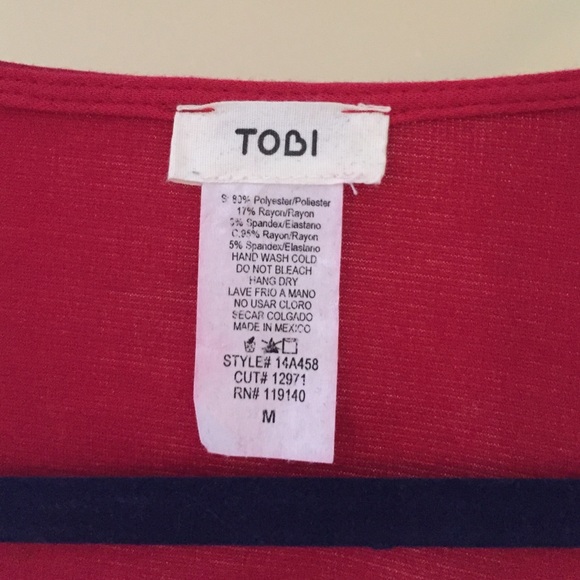 TOBI
S: 80% Polyester/Poliester
17% Rayon/Rayon
3% Spandex/Elastano
C:95% Rayon/Rayon
5% Spandex/Elastano
HAND WASH COLD
DO NOT BLEACH
HANG DRY
LAVE FRIO A MANO
NO USAR CLORO
SECAR COLGADO
MADE IN MEXICO
STYLE# 14A458
CUT# 12971
RN# 119140
M